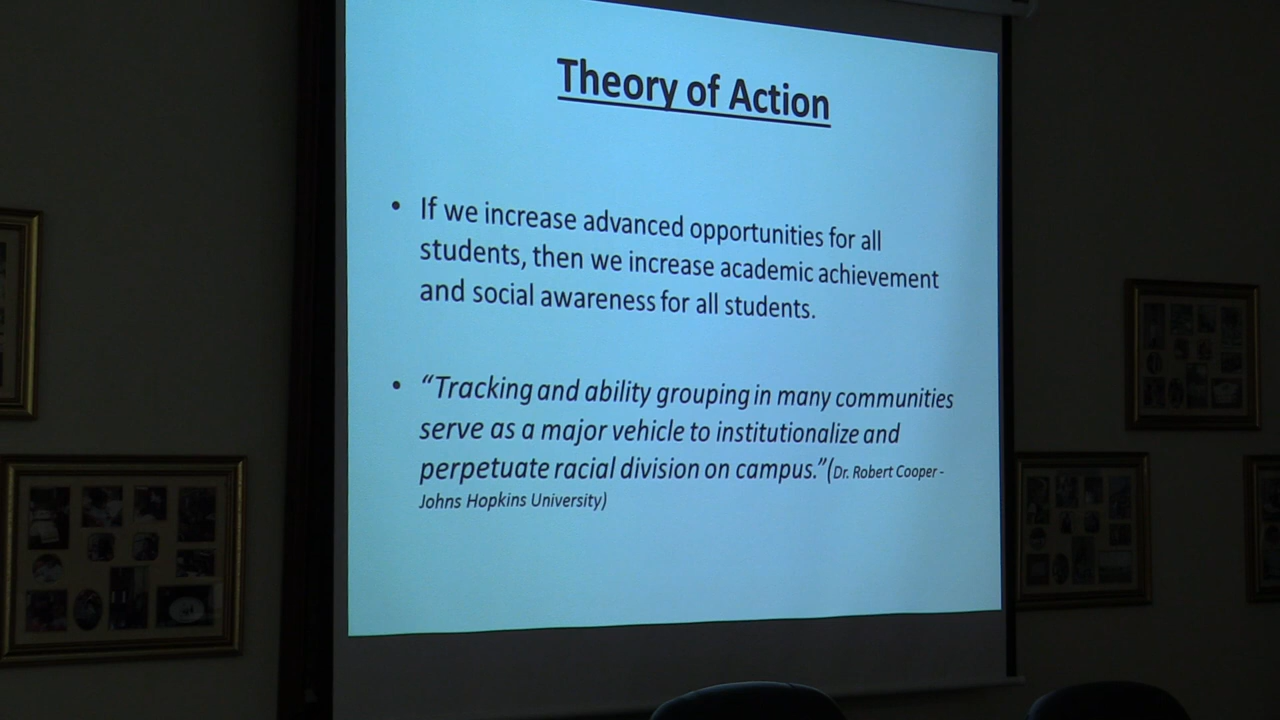 Theory of Action
• If we increase advanced opportunities for all
students, then we increase academic achievement
and social awareness for all students.
• “Tracking and ability grouping in many communities
serve as a major vehicle to institutionalize and
perpetuate racial division on campus.”(Dr. Robert Cooper -
Johns Hopkins University)